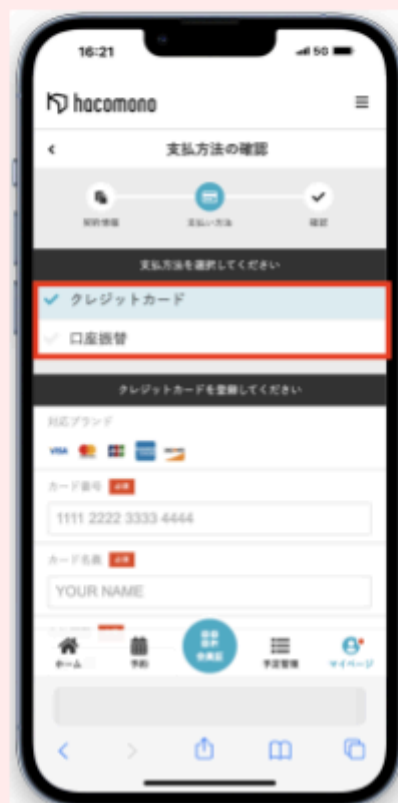 16:21
5G
hacomono
支払方法の確認
契約情報
支払い方法
確認
支払方法を選択してください
クレジットカード
口座振替
クレジットカードを登録してください
対応ブランド
VISA
カード番号 必須
1111 2222 3333 4444
カード名義 必須
YOUR NAME
ホーム
予約
会員証
予定管理
マイページ